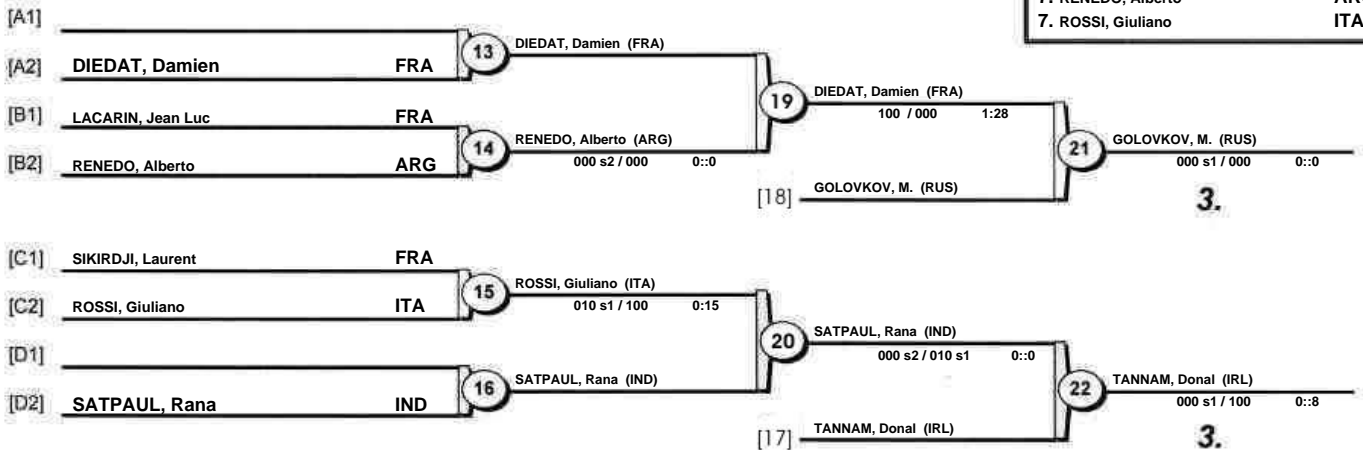 [A1]
7. RENEDO, Alberto
7. ROSSI, Giuliano ITA
[A2] DIEDAT, Damien FRA
13 DIEDAT, Damien (FRA)
[B1] LACARIN, Jean Luc FRA
19 DIEDAT, Damien (FRA)
100 / 000 1:28
14 RENEDO, Alberto (ARG)
000 s2 / 000 0::0
21 GOLOVKOV, M. (RUS)
000 s1 / 000 0::0
[B2] RENEDO, Alberto ARG
[18] GOLOVKOV, M. (RUS)
3.
[C1] SIKIRDJI, Laurent FRA
15 ROSSI, Giuliano (ITA)
010 s1 / 100 0:15
[C2] ROSSI, Giuliano ITA
20 SATPAUL, Rana (IND)
000 s2 / 010 s1 0::0
[D1]
16 SATPAUL, Rana (IND)
22 TANNAM, Donal (IRL)
000 s1 / 100 0::8
[D2] SATPAUL, Rana IND
[17] TANNAM, Donal (IRL)
3.